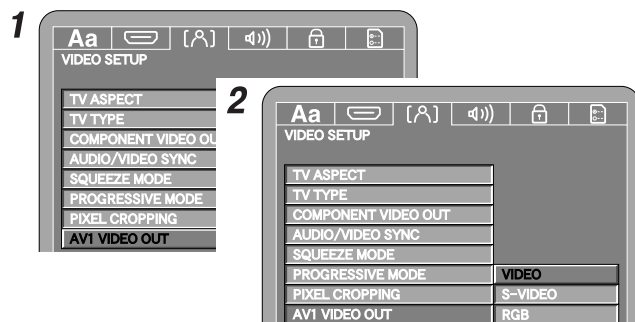 1
Aa
VIDEO SETUP
TV ASPECT
TV TYPE
COMPONENT VIDEO OU
AUDIO/VIDEO SYNC
SQUEEZE MODE
PROGRESSIVE MODE
PIXEL CROPPING
AV1 VIDEO OUT
2
Aa
VIDEO SETUP
TV ASPECT
TV TYPE
COMPONENT VIDEO OUT
AUDIO/VIDEO SYNC
SQUEEZE MODE
PROGRESSIVE MODE VIDEO
PIXEL CROPPING S-VIDEO
AV1 VIDEO OUT RGB